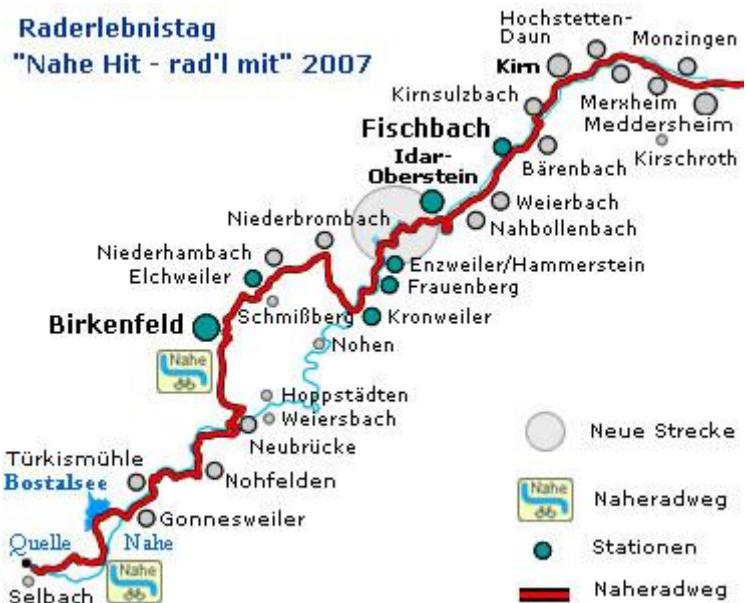 Raderlebnistag
"Nahe Hit - rad'l mit" 2007
Hochstetten-
Daun
Monzingen
Kirn
Kirnsulzbach
Merxheim
Meddersheim
Fischbach
Kirschroth
Idar-
Oberstein
Bärenbach
Weierbach
Niederbrombach
Nahbollenbach
Niederhambach
Elchweiler
Enzweiler/Hammerstein
Frauenberg
Schmißberg
Birkenfeld
Kronweiler
Nohen
Nahe
Hoppstädten
Weiersbach
Neubrücke
Neue Strecke
Türkismühle
Bostalsee
Nohfelden
Nahe
Naheradweg
Gonnesweiler
Quelle
Nahe
Stationen
Nahe
Selbach
Naheradweg